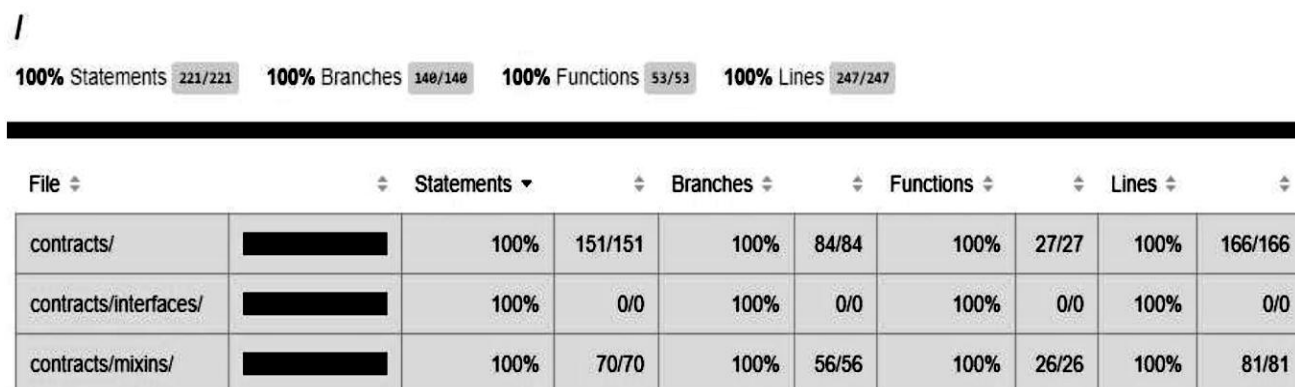 /
100% Statements 221/221 100% Branches 140/140 100% Functions 53/53 100% Lines 247/247
File Statements Branches Functions Lines
contracts/ 100% 151/151 100% 84/84 100% 27/27 100% 166/166
contracts/interfaces/ 100% 0/0 100% 0/0 100% 0/0 100% 0/0
contracts/mixins/ 100% 70/70 100% 56/56 100% 26/26 100% 81/81